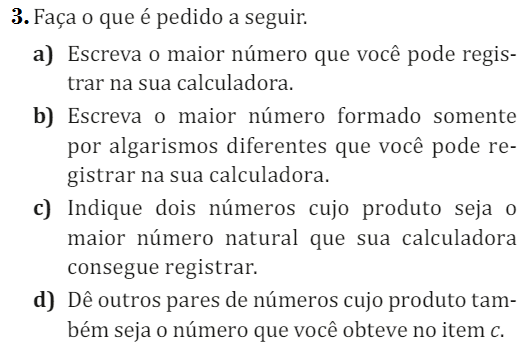 3. Faça o que é pedido a seguir.
a) Escreva o maior número que você pode regis-
trar na sua calculadora.
b) Escreva o maior número formado somente
por algarismos diferentes que você pode re-
gistrar na sua calculadora.
c) Indique dois números cujo produto seja o
maior número natural que sua calculadora
consegue registrar.
d) Dê outros pares de números cujo produto tam-
bém seja o número que você obteve no item c.